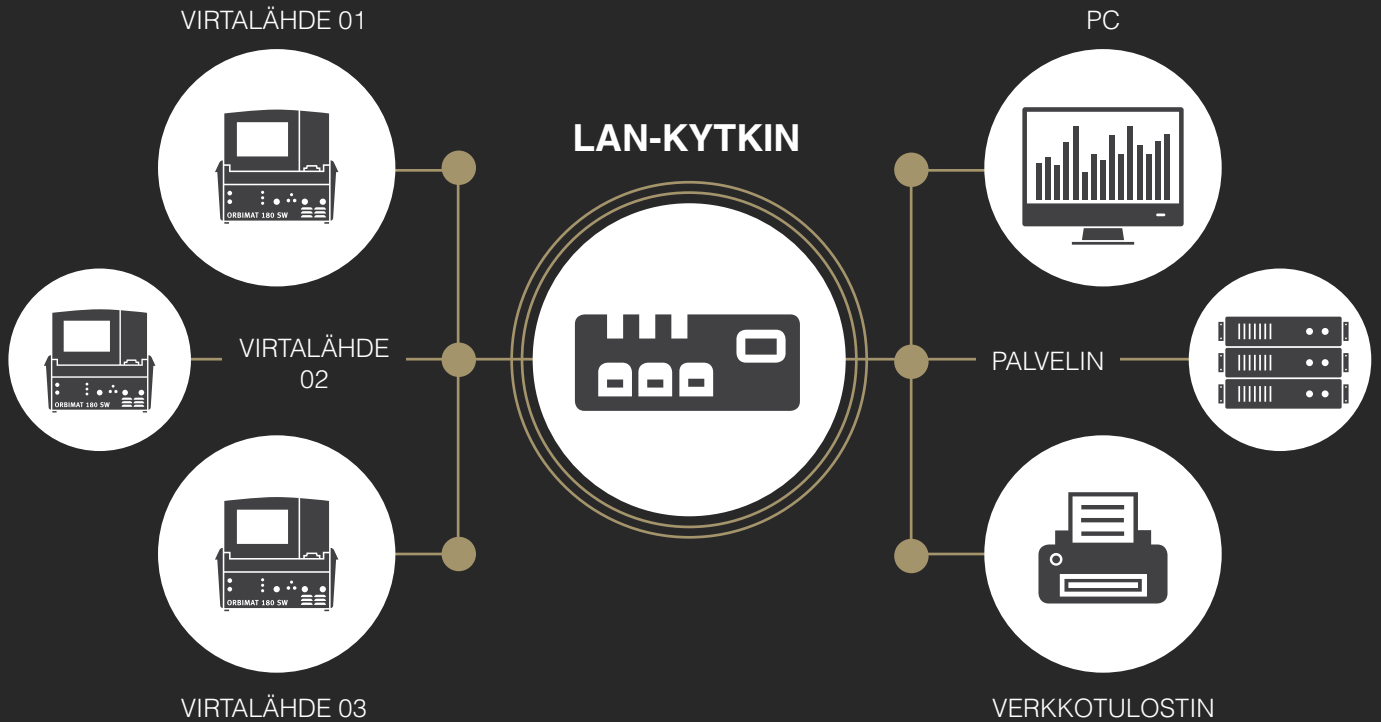 VIRTALÄHDE 01
PC
LAN-KYTKIN
ORBIMAT 180 SW
VIRTALÄHDE
02
ORBIMAT 180 SW
PALVELIN
ORBIMAT 180 SW
VIRTALÄHDE 03
VERKKOTULOSTIN